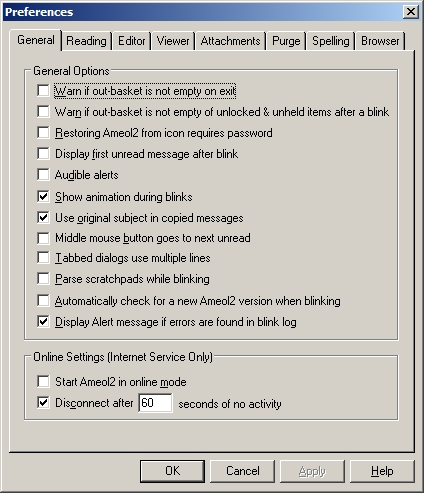 Preferences
General Reading Editor Viewer Attachments Purge Spelling Browser
General Options
Warn if out-basket is not empty on exit
Warn if out-basket is not empty of unlocked & unheld items after a blink
Restoring Ameol2 from icon requires password
Display first unread message after blink
Audible alerts
Show animation during blinks
Use original subject in copied messages
Middle mouse button goes to next unread
Tabbed dialogs use multiple lines
Parse scratchpads while blinking
Automatically check for a new Ameol2 version when blinking
Display Alert message if errors are found in blink log
Online Settings (Internet Service Only)
Start Ameol2 in online mode
Disconnect after 60 seconds of no activity
OK Cancel Apply Help